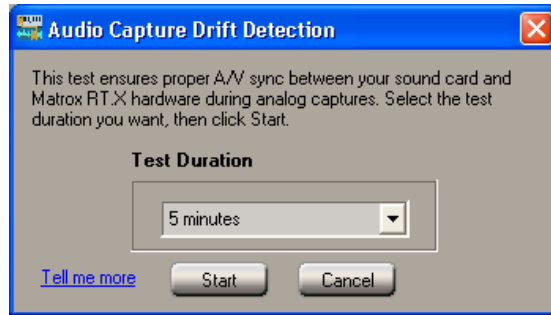 Audio Capture Drift Detection
This test ensures proper A/V sync between your sound card and
Matrox RT.X hardware during analog captures. Select the test
duration you want, then click Start.
Test Duration
5 minutes
Tell me more
Start
Cancel